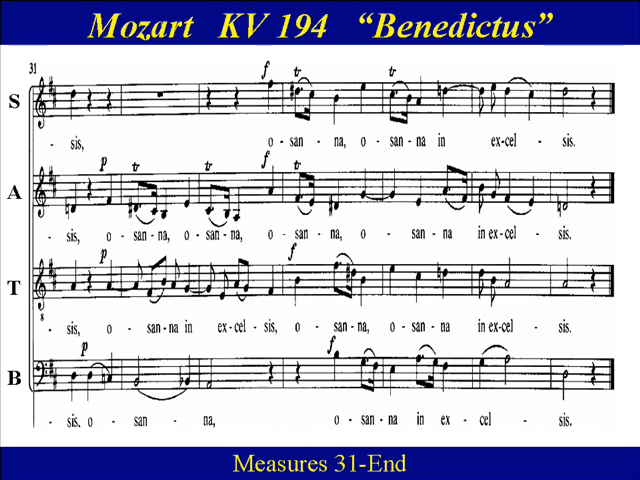 Mozart KV 194 “Benedictus”
31
f
tr
tr
S
- sis, o - san - na, o - san - na in ex - cel - sis.
p
tr
tr
f
tr
A
- sis, o - san - na, o - san - na, o - san - na, o - san - na in ex - cel - sis.
p
f
T
8
- sis, o - san - na in ex - cel - sis, o - san - na, o - san - na in ex - cel - sis.
p
f
B
- sis. o - san - na, o - san - na in ex - cel - sis.
Measures 31-End